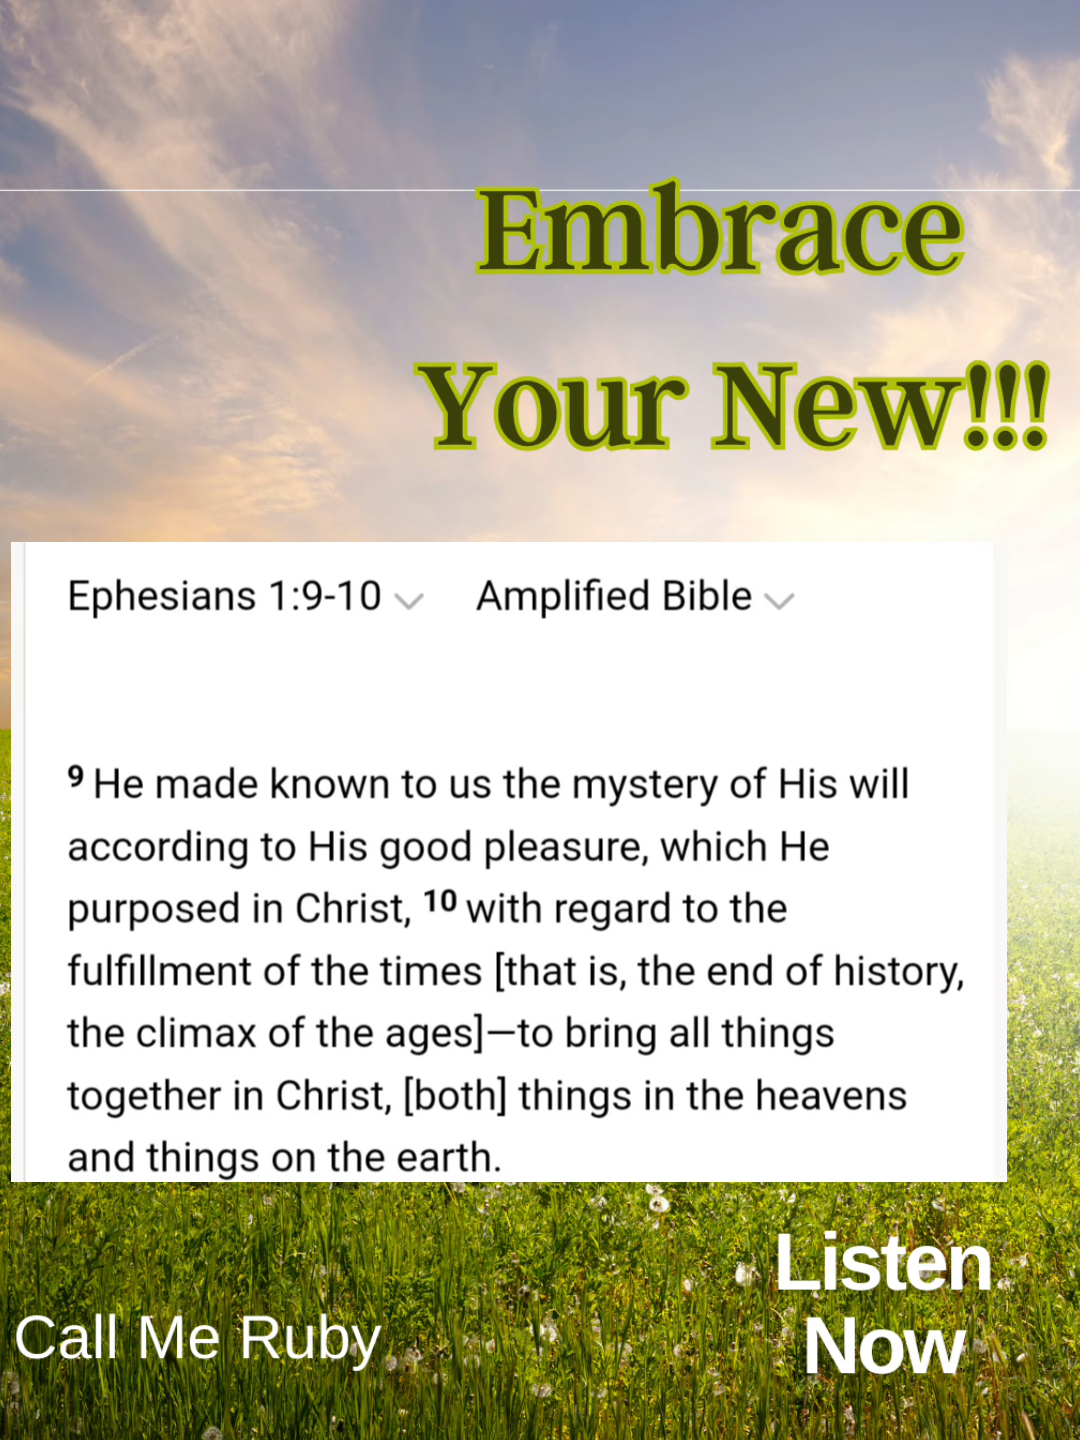 Embrace
Your New!!!
Ephesians 1:9-10 Amplified Bible
9 He made known to us the mystery of His will
according to His good pleasure, which He
purposed in Christ, 10 with regard to the
fulfillment of the times [that is, the end of history,
the climax of the ages]—to bring all things
together in Christ, [both] things in the heavens
and things on the earth.
Listen
Now
Call Me Ruby